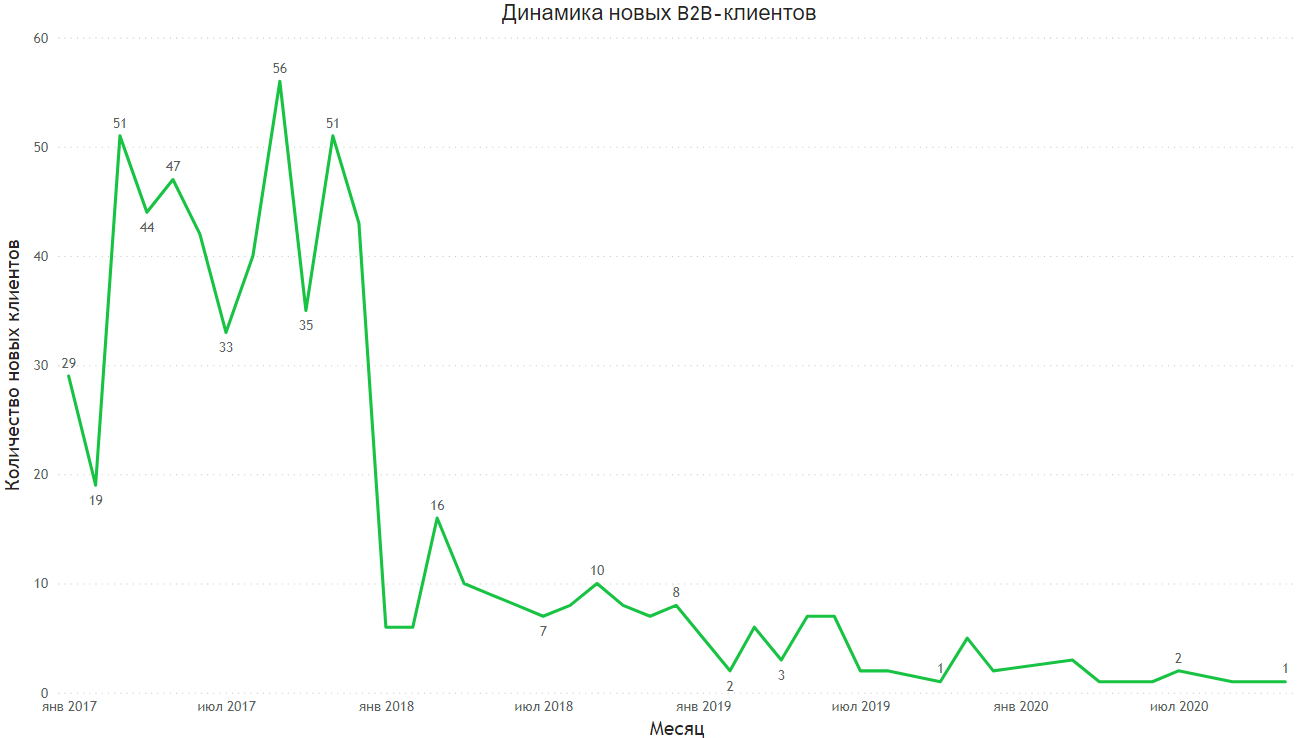 Динамика новых B2B-клиентов
Количество новых клиентов
60
50
40
30
20
10
0
29
19
51
44
47
33
56
35
51
16
7
10
8
2
3
1
2
1
янв 2017
июл 2017
янв 2018
июл 2018
янв 2019
июл 2019
янв 2020
июл 2020
Месяц